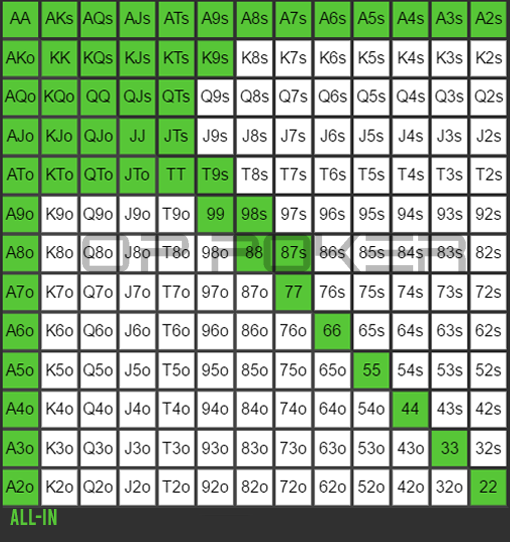 AA AKs AQs AJs ATs A9s A8s A7s A6s A5s A4s A3s A2s
AKo KK KQs KJs KTs K9s K8s K7s K6s K5s K4s K3s K2s
AQo KQo QQ QJs QTs Q9s Q8s Q7s Q6s Q5s Q4s Q3s Q2s
AJo KJo QJo JJ JTs J9s J8s J7s J6s J5s J4s J3s J2s
ATo KTo QTo JTo TT T9s T8s T7s T6s T5s T4s T3s T2s
A9o K9o Q9o J9o T9o 99 98s 97s 96s 95s 94s 93s 92s
A8o K8o Q8o J8o T8o 98o 88 87s 86s 85s 84s 83s 82s
OP POKER
A7o K7o Q7o J7o T7o 97o 87o 77 76s 75s 74s 73s 72s
A6o K6o Q6o J6o T6o 96o 86o 76o 66 65s 64s 63s 62s
A5o K5o Q5o J5o T5o 95o 85o 75o 65o 55 54s 53s 52s
A4o K4o Q4o J4o T4o 94o 84o 74o 64o 54o 44 43s 42s
A3o K3o Q3o J3o T3o 93o 83o 73o 63o 53o 43o 33 32s
A2o K2o Q2o J2o T2o 92o 82o 72o 62o 52o 42o 32o 22
ALL-IN